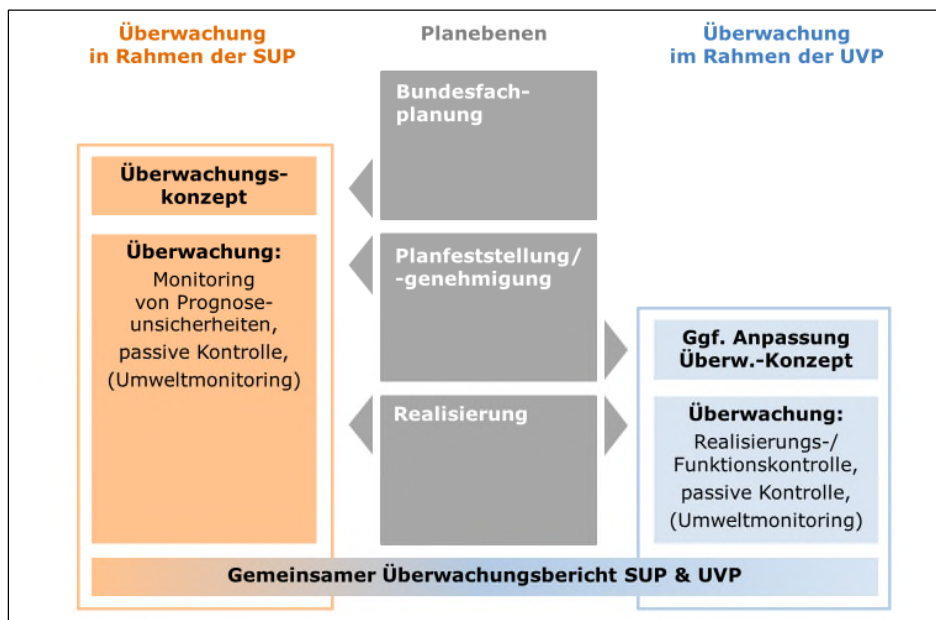 Überwachung
in Rahmen der SUP
Planebenen
Überwachung
im Rahmen der UVP
Bundesfach-
planung
Überwachungs-
konzept
Überwachung:
Monitoring
von Prognose-
unsicherheiten,
passive Kontrolle,
(Umweltmonitoring)
Planfeststellung/
-genehmigung
Ggf. Anpassung
Überw.-Konzept
Realisierung
Überwachung:
Realisierungs-/
Funktionskontrolle,
passive Kontrolle,
(Umweltmonitoring)
Gemeinsamer Überwachungsbericht SUP & UVP